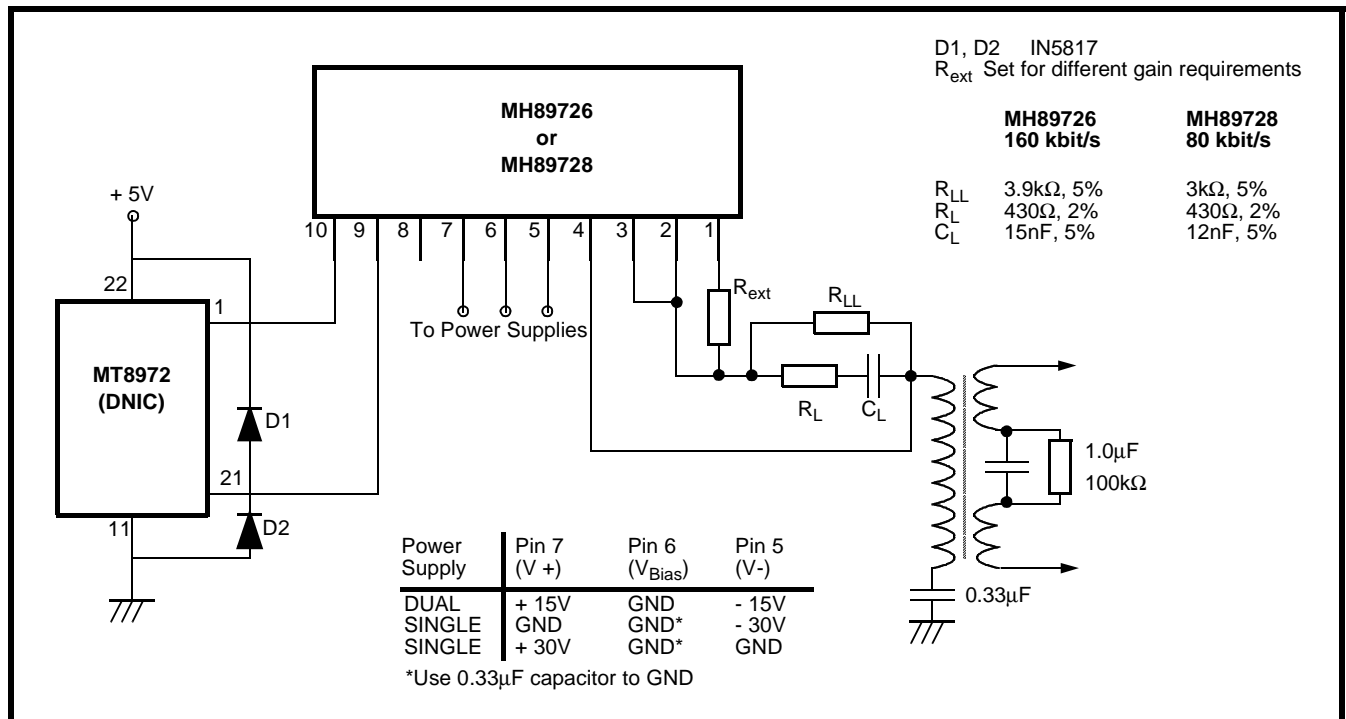 D1, D2 IN5817
Rext Set for different gain requirements
MH89726 MH89728
160 kbit/s 80 kbit/s
RLL 3.9kΩ, 5% 3kΩ, 5%
RL 430Ω, 2% 430Ω, 2%
CL 15nF, 5% 12nF, 5%
MH89726
or
MH89728
+ 5V
10 9 8 7 6 5 4 3 2 1
22
1
To Power Supplies
Rext
RLL
MT8972
(DNIC)
D1
RL CL
21
1.0μF
100kΩ
11
D2
0.33μF
Power Pin 7 Pin 6 Pin 5
Supply (V +) (VBias) (V-)
DUAL + 15V GND - 15V
SINGLE GND GND* - 30V
SINGLE + 30V GND* GND
*Use 0.33μF capacitor to GND